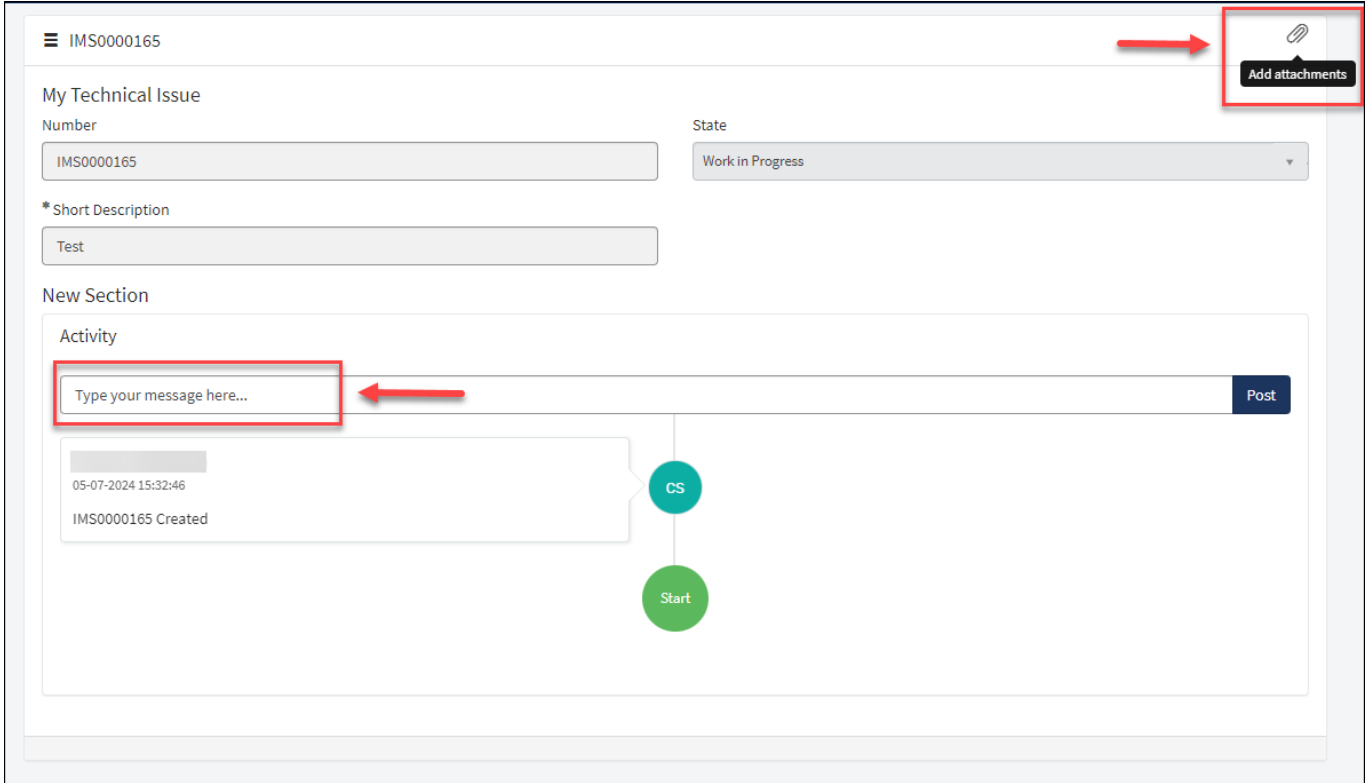 IMS0000165
Add attachments
My Technical Issue
Number
State
IMS0000165
Work in Progress
* Short Description
Test
New Section
Activity
Type your message here...
Post
05-07-2024 15:32:46
IMS0000165 Created
CS
Start